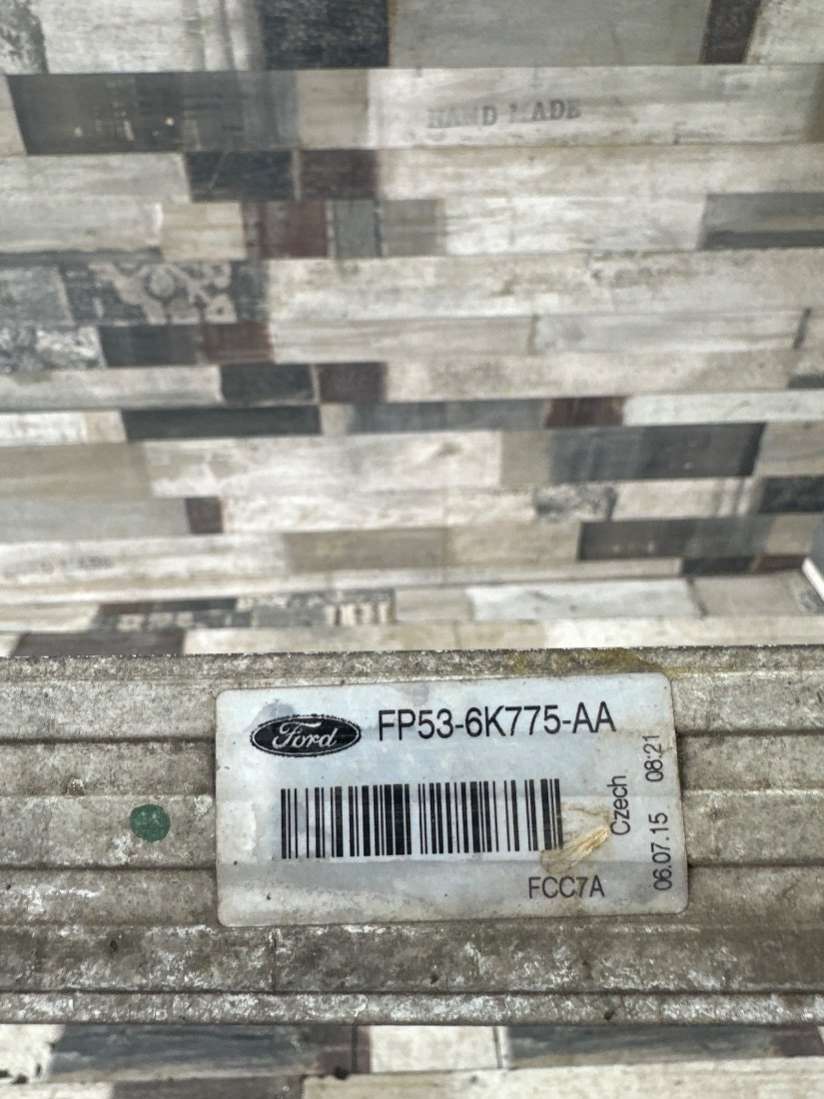 HAND MADE
Ford
FP53-6K775-AA
Czech
FCC7A
06.07.15 08:21